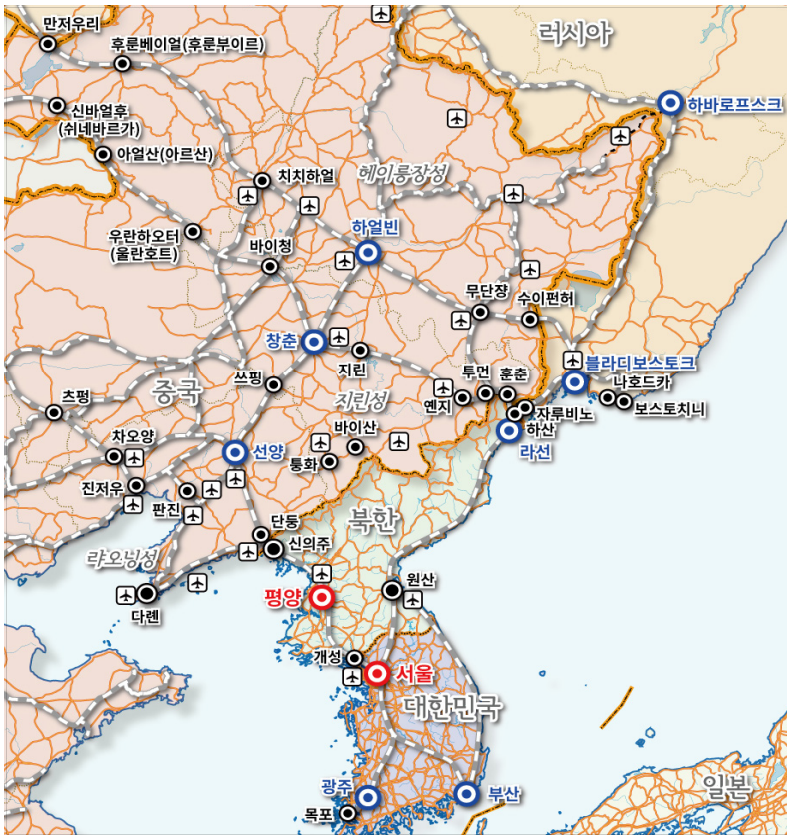 러시아
만저우리
후룬베이얼(후룬부이르)
하바로프스크
신바얼후
(쉬네바르가)
아얼산(아르산)
치치하얼
헤이룽장성
우란하오터
(울란호트)
하얼빈
바이청
무단쟝
수이펀허
창춘
지린
블라디보스토크
중국
쓰핑
투먼
훈춘
나호드카
츠펑
지린성
옌지
자루비노
보스토치니
차오양
바이산
하산
선양
퉁화
라선
진저우
판진
북한
단둥
랴오닝성
신의주
평양
원산
다롄
개성
서울
대한민국
일본
광주
부산
목포